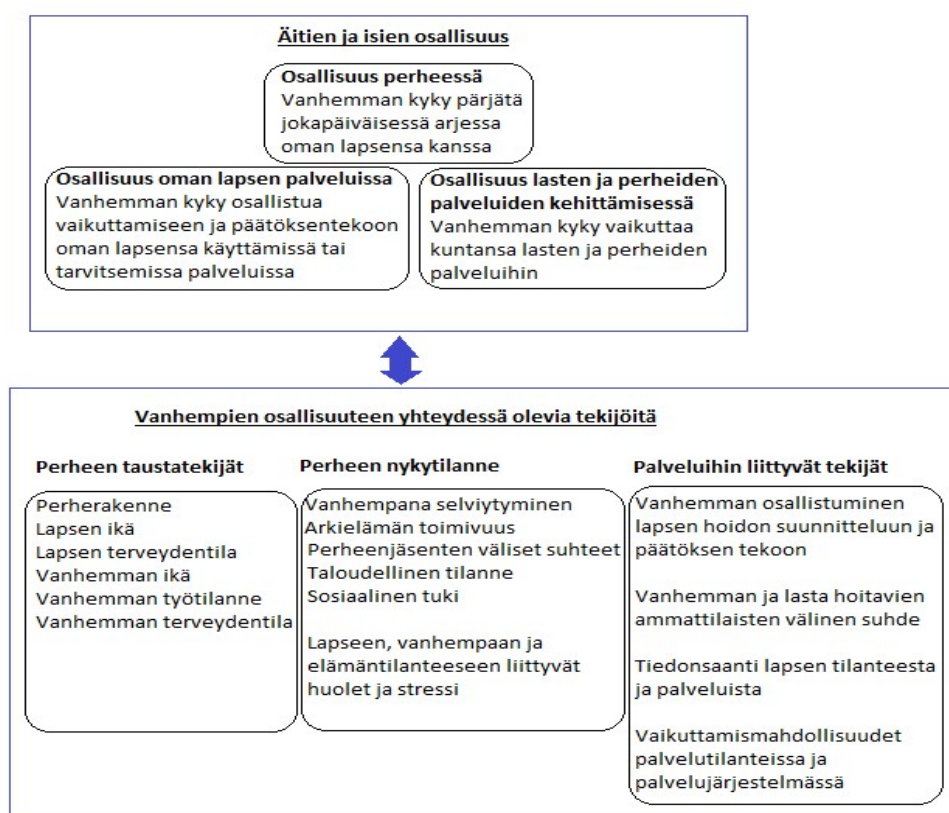 Äitien ja isien osallisuus
Osallisuus perheessä
Vanhemman kyky pärjätä
jokapäiväisessä arjessa
oman lapsensa kanssa
Osallisuus oman lapsen palveluissa
Vanhemman kyky osallistua
vaikuttamiseen ja päätöksentekoon
oman lapsensa käyttämissä tai
tarvitsemissa palveluissa
Osallisuus lasten ja perheiden
palveluiden kehittämisessä
Vanhemman kyky vaikuttaa
kuntansa lasten ja perheiden
palveluihin
Vanhempien osallisuuteen yhteydessä olevia tekijöitä
Perheen taustatekijät
Perherakenne
Lapsen ikä
Lapsen terveydentila
Vanhemman ikä
Vanhemman työtilanne
Vanhemman terveydentila
Perheen nykytilanne
Vanhempana selviytyminen
Arkielämän toimivuus
Perheenjäsenten väliset suhteet
Taloudellinen tilanne
Sosiaalinen tuki
Lapseen, vanhempaan ja
elämäntilanteeseen liittyvät
huolet ja stressi
Palveluihin liittyvät tekijät
Vanhemman osallistuminen
lapsen hoidon suunnitteluun ja
päätöksen tekoon
Vanhemman ja lasta hoitavien
ammattilaisten välinen suhde
Tiedonsaanti lapsen tilanteesta
ja palveluista
Vaikuttamismahdollisuudet
palvelutilanteissa ja
palvelujärjestelmässä